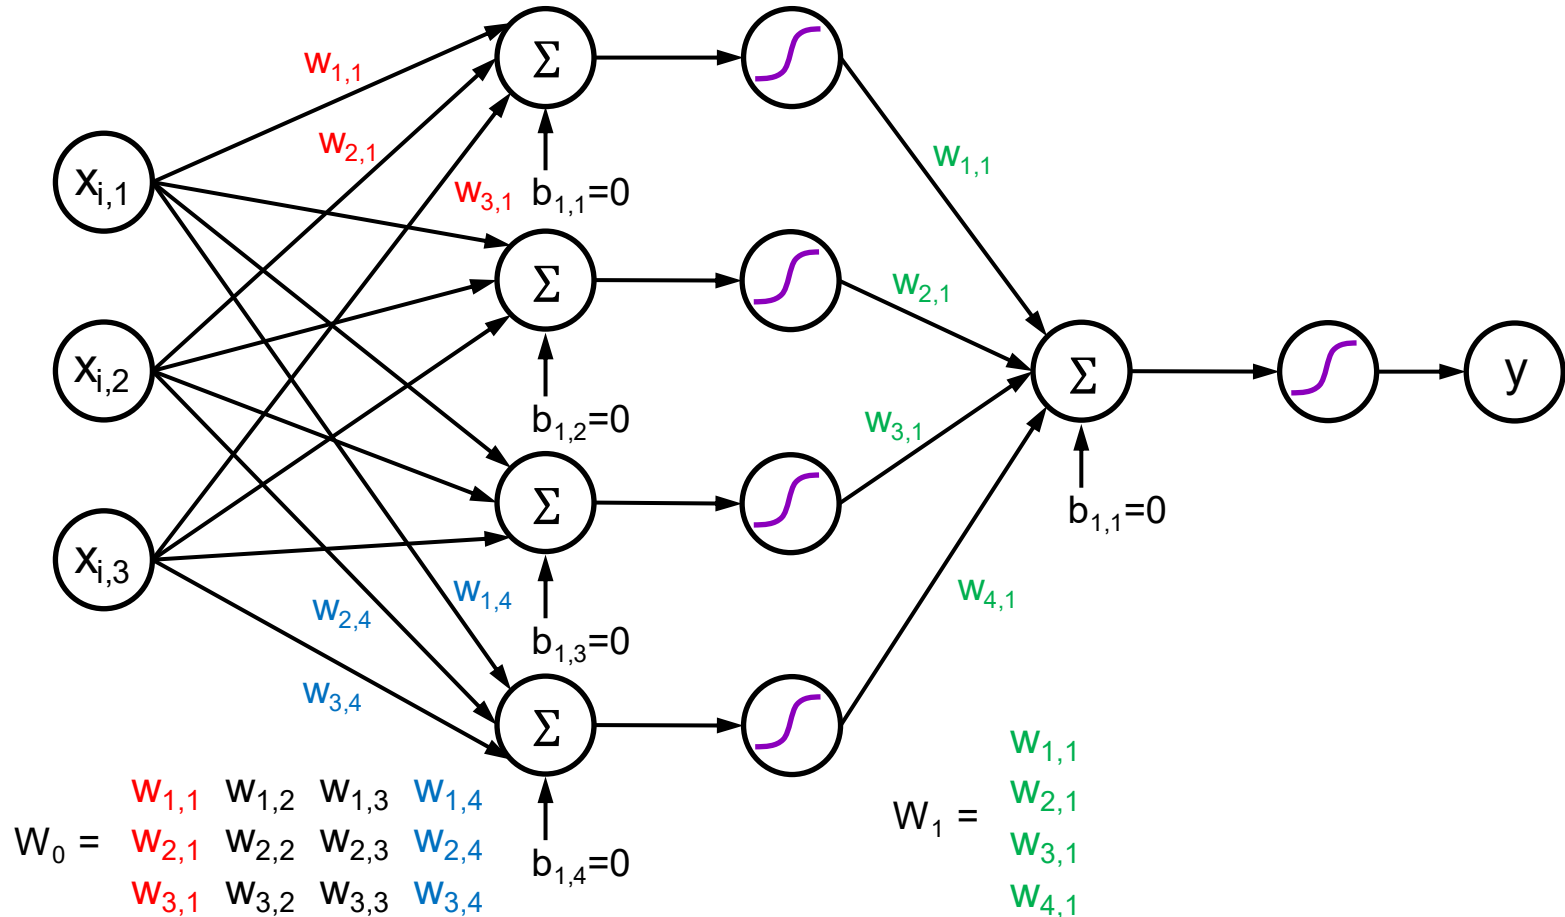 w1,1
Σ
w2,1
w1,1
xi,1
w3,1
b1,1=0
Σ
w2,1
xi,2
Σ
y
b1,2=0
w3,1
Σ
b1,1=0
xi,3
w1,4
w4,1
w2,4
b1,3=0
w3,4
Σ
W0 =
w1,1 w1,2 w1,3 w1,4
w2,1 w2,2 w2,3 w2,4
w3,1 w3,2 w3,3 w3,4
b1,4=0
W1 =
w1,1
w2,1
w3,1
w4,1